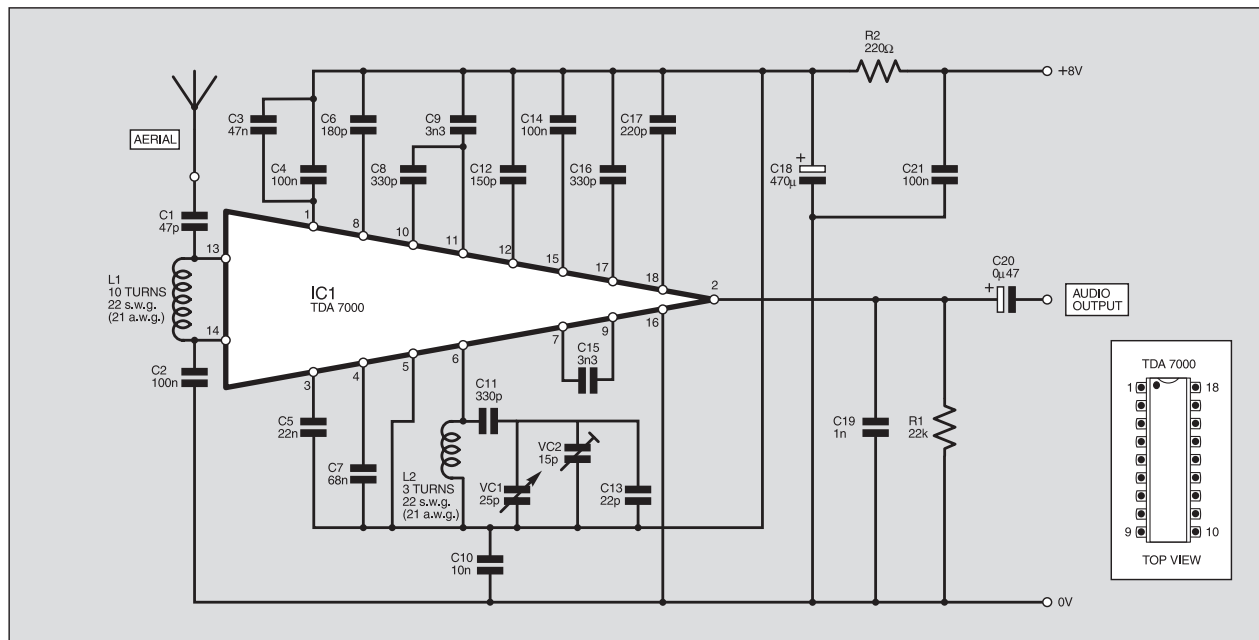 R2
220Ω
+8V
C3
47n
C6
180p
C9
3n3
C14
100n
C17
220p
AERIAL
C4
100n
C8
330p
C12
150p
C16
330p
+
C18
470µ
C21
100n
C1
47p
1
8
10
11
12
15
17
18
2
13
L1
10 TURNS
22 s.w.g.
(21 a.w.g.)
IC1
TDA 7000
14
C2
100n
3
4
5
6
7
9
16
C20
0µ47
+
AUDIO
OUTPUT
C15
3n3
C11
330p
C5
22n
C7
68n
L2
3 TURNS
22 s.w.g.
(21 a.w.g.)
VC1
25p
VC2
15p
C13
22p
C19
1n
R1
22k
C10
10n
0V
TDA 7000
1
18
9
10
TOP VIEW